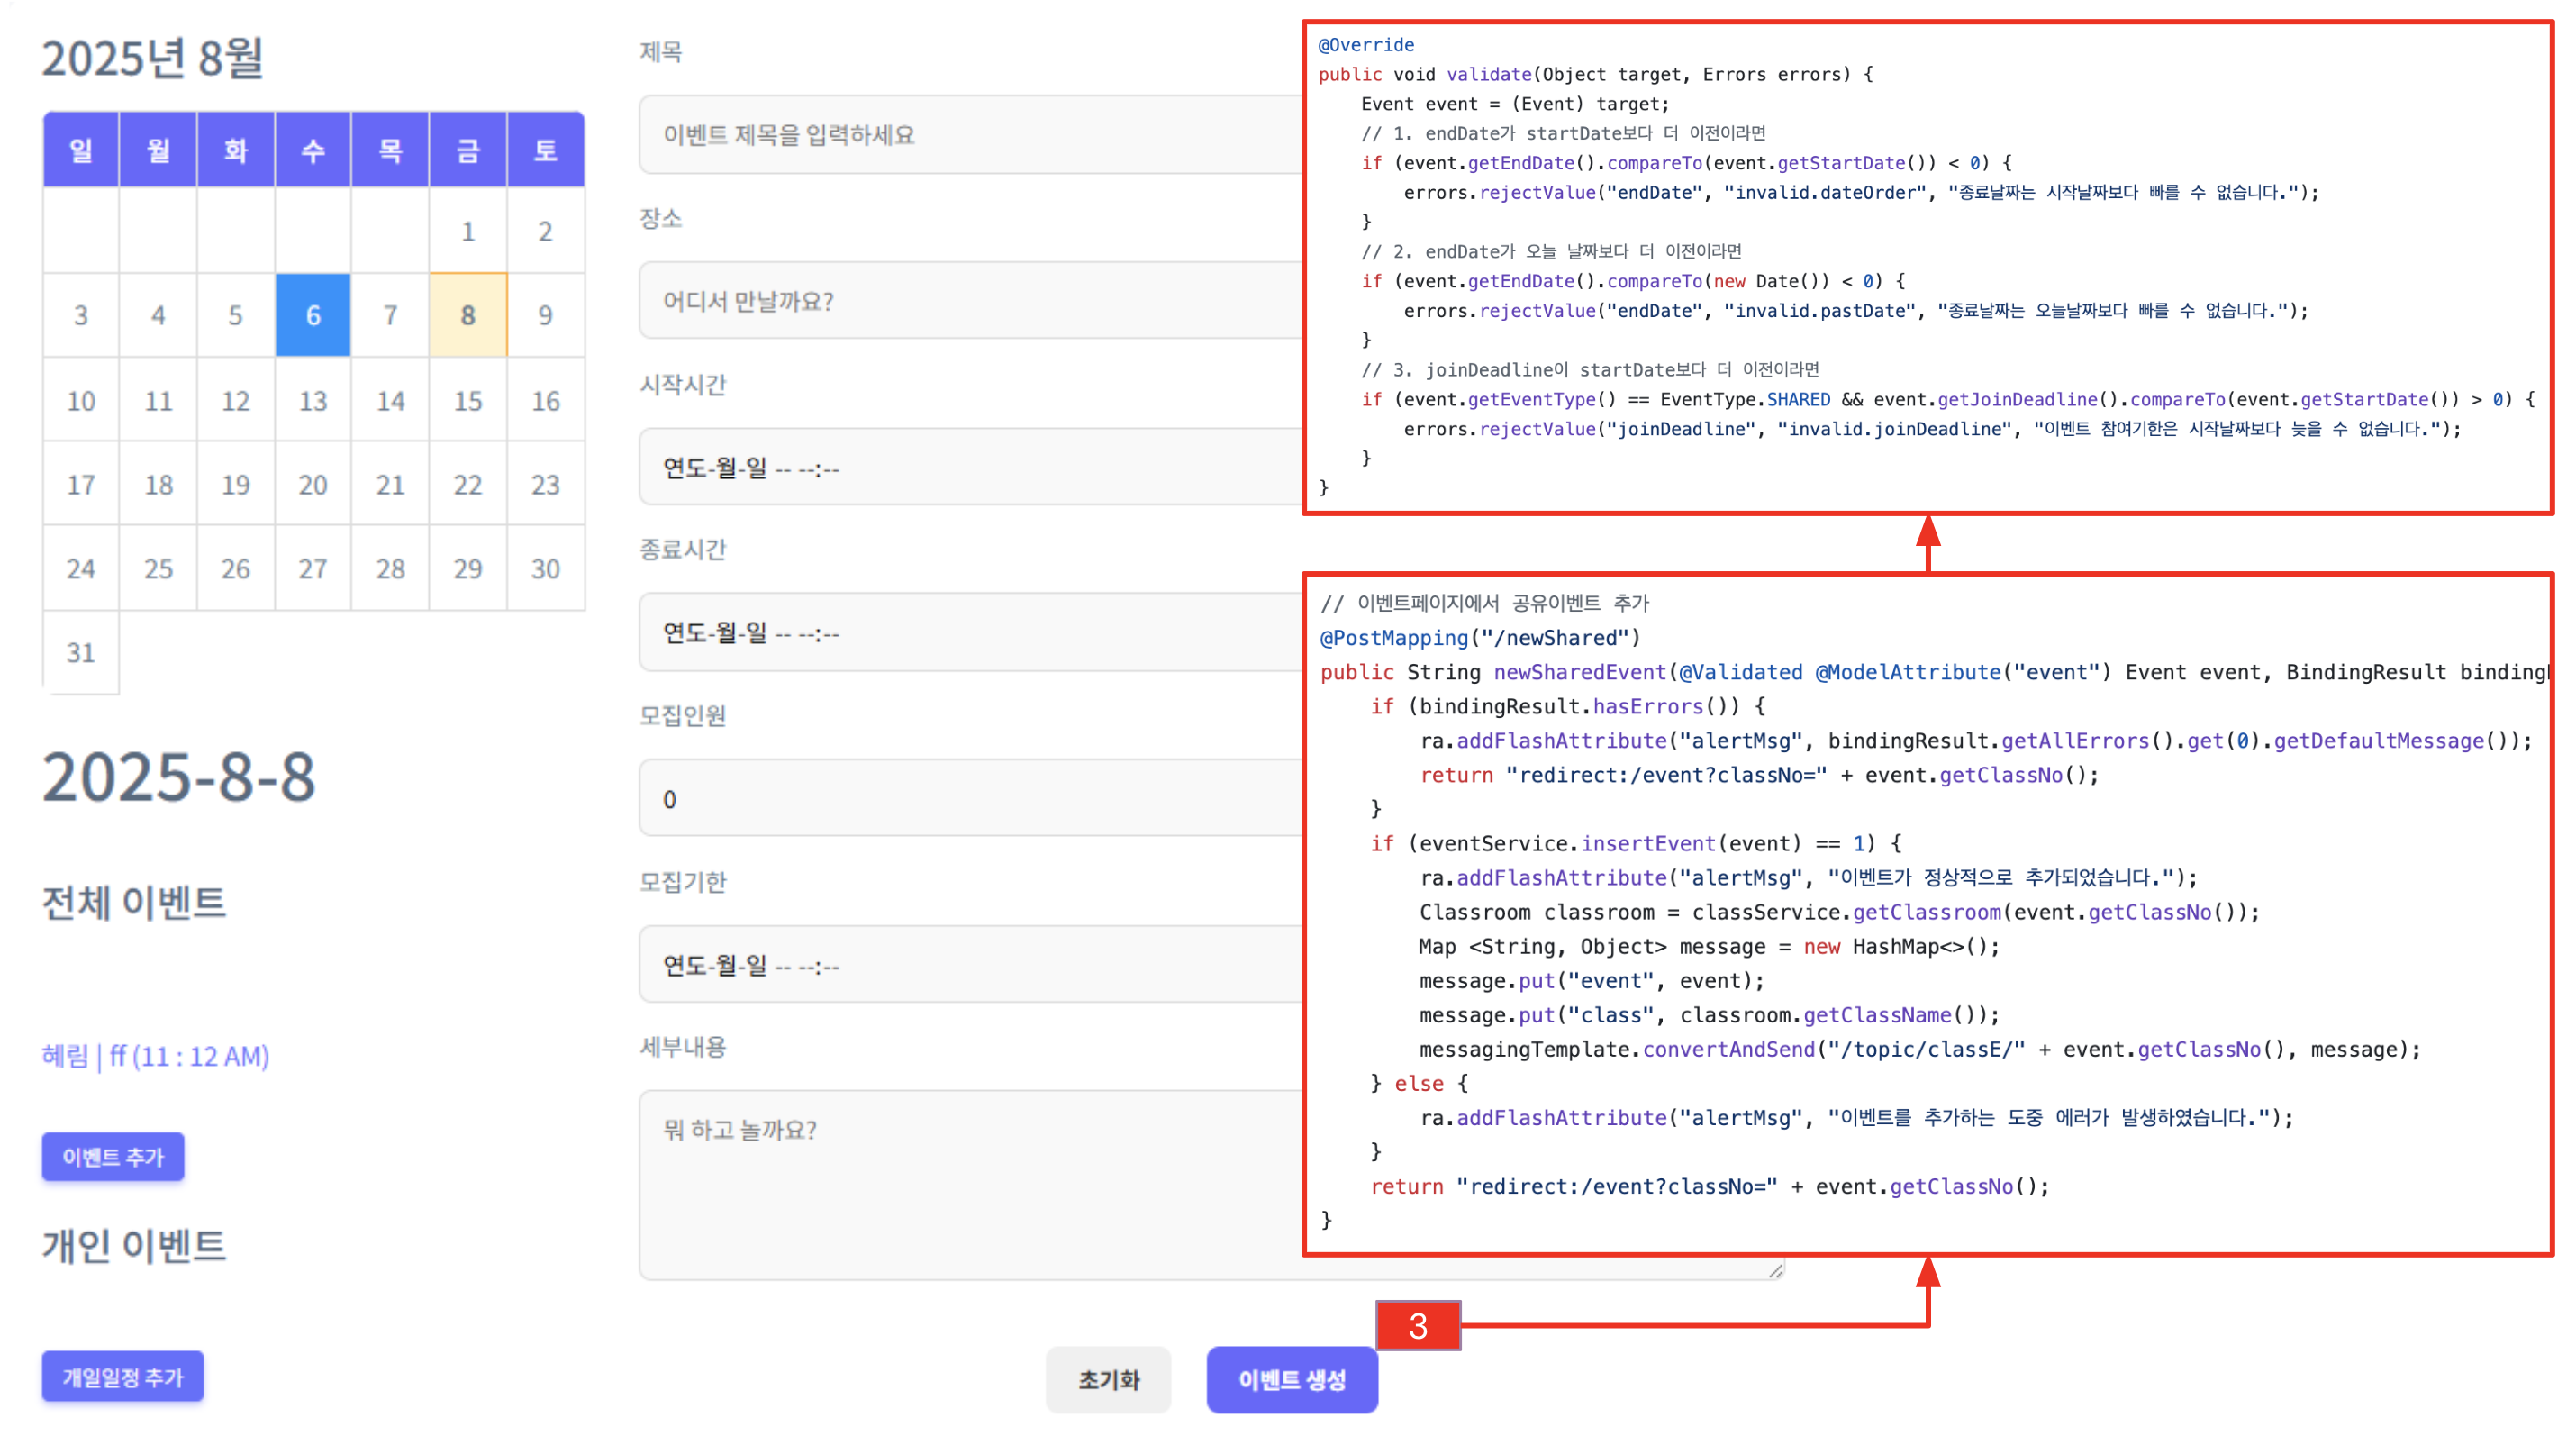 2025년 8월
일 월 화 수 목 금 토
1 2
3 4 5 6 7 8 9
10 11 12 13 14 15 16
17 18 19 20 21 22 23
24 25 26 27 28 29 30
31
2025-8-8
전체 이벤트
혜림 | ff (11 : 12 AM)
이벤트 추가
개인 이벤트
개일일정 추가
제목
이벤트 제목을 입력하세요
장소
어디서 만날까요?
시작시간
연도-월-일 -- --:--
종료시간
연도-월-일 -- --:--
모집인원
0
모집기한
연도-월-일 -- --:--
세부내용
뭐 하고 놀까요?
초기화
이벤트 생성
3
@Override
public void validate(Object target, Errors errors) {
    Event event = (Event) target;
    // 1. endDate가 startDate보다 더 이전이라면
    if (event.getEndDate().compareTo(event.getStartDate()) < 0) {
        errors.rejectValue("endDate", "invalid.dateOrder", "종료날짜는 시작날짜보다 빠를 수 없습니다.");
    }
    // 2. endDate가 오늘 날짜보다 더 이전이라면
    if (event.getEndDate().compareTo(new Date()) < 0) {
        errors.rejectValue("endDate", "invalid.pastDate", "종료날짜는 오늘날짜보다 빠를 수 없습니다.");
    }
    // 3. joinDeadline이 startDate보다 더 이전이라면
    if (event.getEventType() == EventType.SHARED && event.getJoinDeadline().compareTo(event.getStartDate()) > 0) {
        errors.rejectValue("joinDeadline", "invalid.joinDeadline", "이벤트 참여기한은 시작날짜보다 늦을 수 없습니다.");
    }
}
// 이벤트페이지에서 공유이벤트 추가
@PostMapping("/newShared")
public String newSharedEvent(@Validated @ModelAttribute("event") Event event, BindingResult binding
    if (bindingResult.hasErrors()) {
        ra.addFlashAttribute("alertMsg", bindingResult.getAllErrors().get(0).getDefaultMessage());
        return "redirect:/event?classNo=" + event.getClassNo();
    }
    if (eventService.insertEvent(event) == 1) {
        ra.addFlashAttribute("alertMsg", "이벤트가 정상적으로 추가되었습니다.");
        Classroom classroom = classService.getClassroom(event.getClassNo());
        Map <String, Object> message = new HashMap<>();
        message.put("event", event);
        message.put("class", classroom.getClassName());
        messagingTemplate.convertAndSend("/topic/classE/" + event.getClassNo(), message);
    } else {
        ra.addFlashAttribute("alertMsg", "이벤트를 추가하는 도중 에러가 발생하였습니다.");
    }
    return "redirect:/event?classNo=" + event.getClassNo();
}